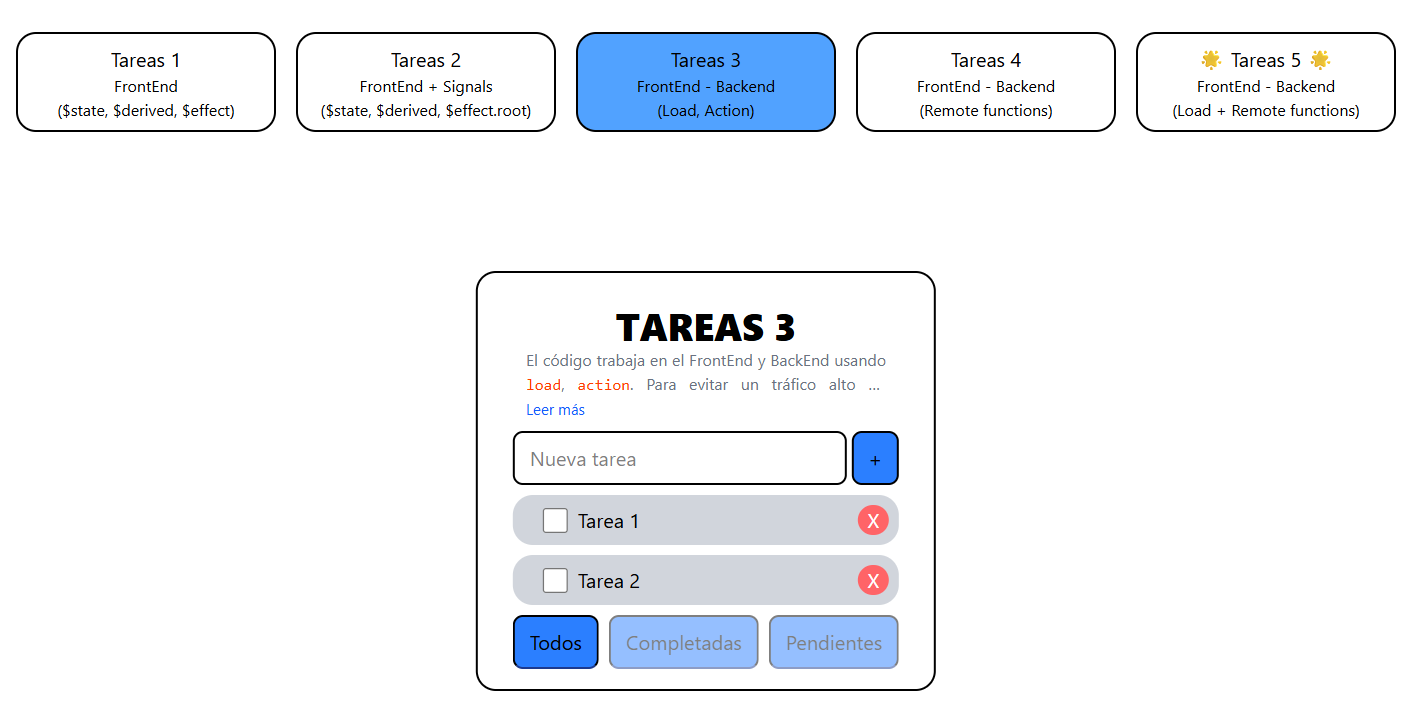 Tareas 1
FrontEnd
($state, $derived, $effect)
Tareas 2
FrontEnd + Signals
($state, $derived, $effect.root)
Tareas 3
FrontEnd - Backend
(Load, Action)
Tareas 4
FrontEnd - Backend
(Remote functions)
🌟 Tareas 5 🌟
FrontEnd - Backend
(Load + Remote functions)
TAREAS 3
El código trabaja en el FrontEnd y BackEnd usando
load, action. Para evitar un tráfico alto ...
Leer más
Nueva tarea
+
Tarea 1
X
Tarea 2
X
Todos
Completadas
Pendientes